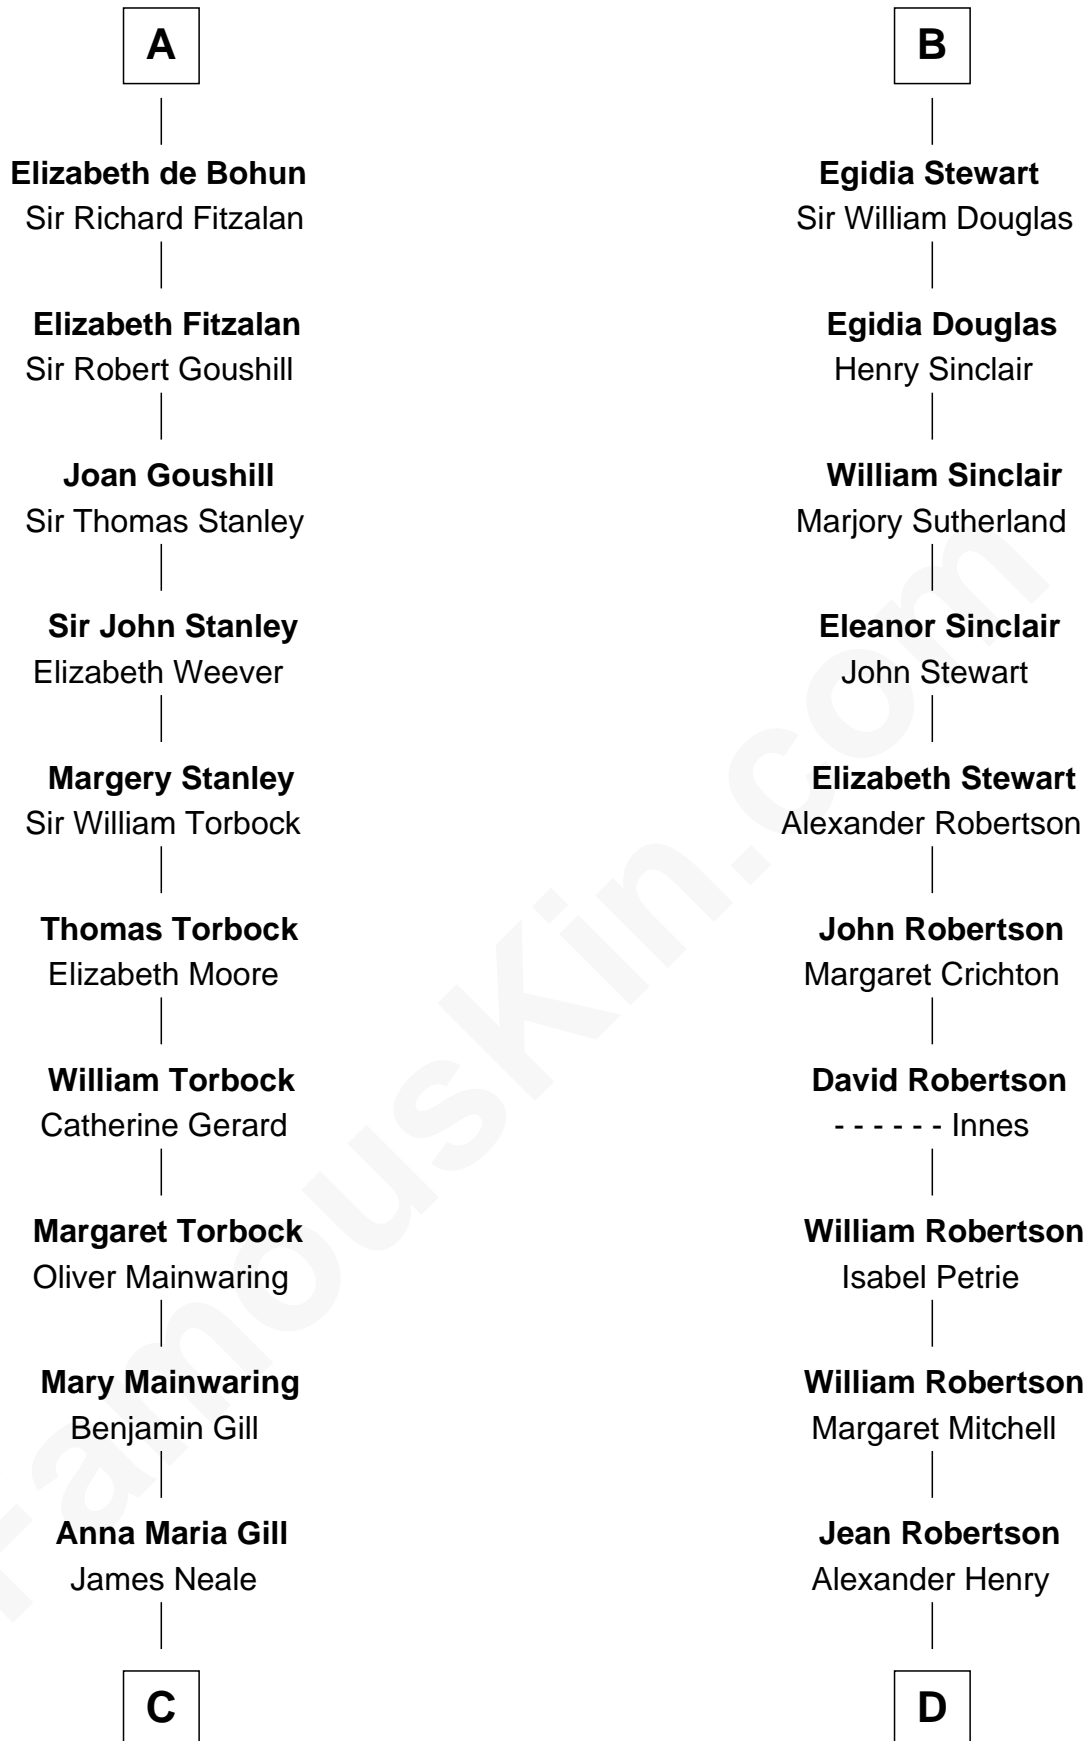 A
Elizabeth de Bohun
Sir Richard Fitzalan
Elizabeth Fitzalan
Sir Robert Goushill
Joan Goushill
Sir Thomas Stanley
Sir John Stanley
Elizabeth Weever
Margery Stanley
Sir William Torbock
Thomas Torbock
Elizabeth Moore
William Torbock
Catherine Gerard
Margaret Torbock
Oliver Mainwaring
Mary Mainwaring
Benjamin Gill
Anna Maria Gill
James Neale
C
B
Egidia Stewart
Sir William Douglas
Egidia Douglas
Henry Sinclair
William Sinclair
Marjory Sutherland
Eleanor Sinclair
John Stewart
Elizabeth Stewart
Alexander Robertson
John Robertson
Margaret Crichton
David Robertson
- - - - - - Innes
William Robertson
Isabel Petrie
William Robertson
Margaret Mitchell
Jean Robertson
Alexander Henry
D
FamousKin.com